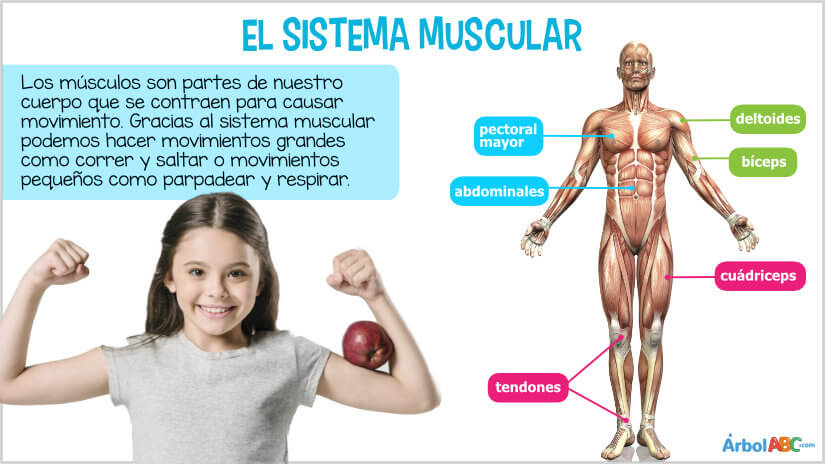 EL SISTEMA MUSCULAR
Los músculos son partes de nuestro
cuerpo que se contraen para causar
movimiento. Gracias al sistema muscular
podemos hacer movimientos grandes
como correr y saltar o movimientos
pequeños como parpadear y respirar.
pectoral
mayor
abdominales
deltoides
bíceps
cuádriceps
tendones
ÁrbolABC.com